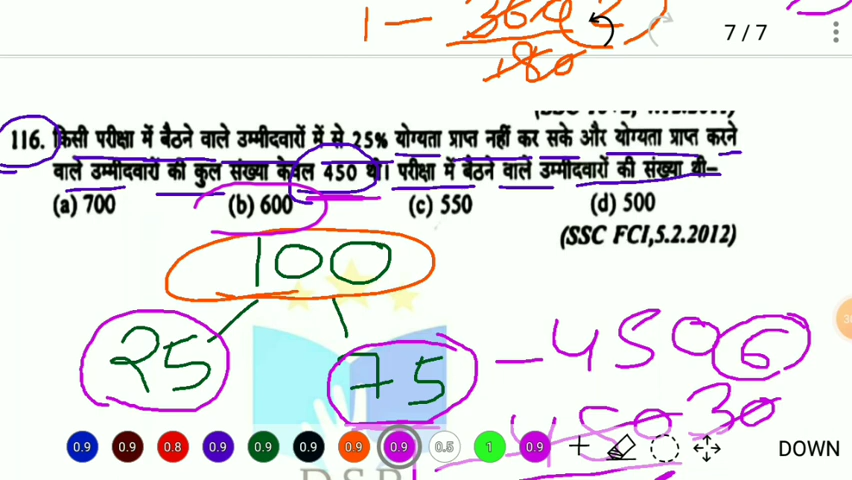 7 / 7
116. किसी परीक्षा में बैठने वाले उम्मीदवारों में से 25% योग्यता प्राप्त नहीं कर सके और योग्यता प्राप्त करने
वाले उम्मीदवारों की कुल संख्या केवल 450 थी। परीक्षा में बैठने वाले उम्मीदवारों की संख्या थी–
(a) 700 (b) 600 (c) 550 (d) 500
(SSC FCI,5.2.2012)
100
25 75 – 450 6
30
0.9 0.9 0.8 0.9 0.9 0.9 0.9 0.9 0.5 1 0.9 DOWN